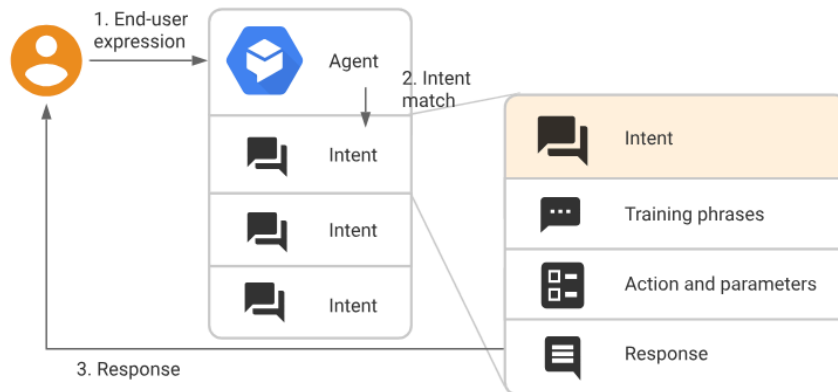 1. End-user
expression
Agent
2. Intent
match
Intent
Intent
Intent
Intent
Training phrases
Action and parameters
Response
3. Response